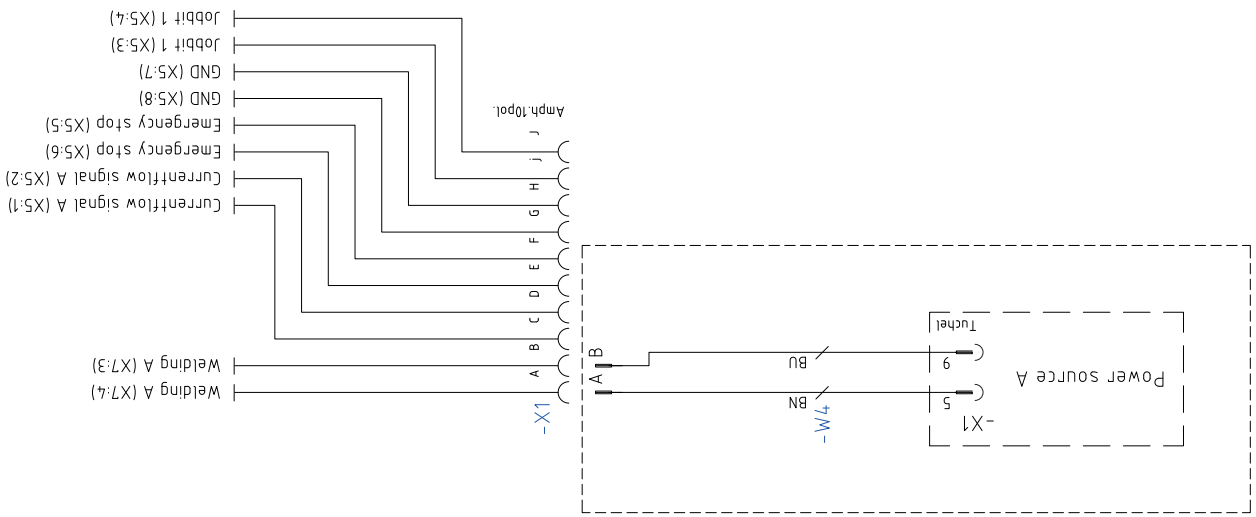 Jobbit 1 (X5:4)
Jobbit 1 (X5:3)
GND (X5:7)
GND (X5:8)
Emergency stop (X5:5)
Emergency stop (X5:6)
Currentflow signal A (X5:2)
Currentflow signal A (X5:1)
Welding A (X7:3)
Welding A (X7:4)
Amph.10pol.
J
j
H
G
F
E
D
C
B
A
-X1
B
A
BU
BN
-W4
Tuchel
6
5
-X1
Power source A